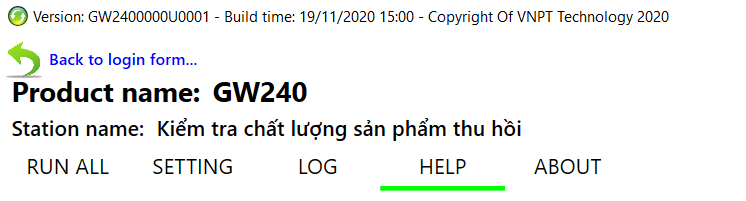 Version: GW2400000U0001 - Build time: 19/11/2020 15:00 - Copyright Of VNPT Technology 2020
Back to login form...
Product name: GW240
Station name: Kiểm tra chất lượng sản phẩm thu hồi
RUN ALL SETTING LOG HELP ABOUT